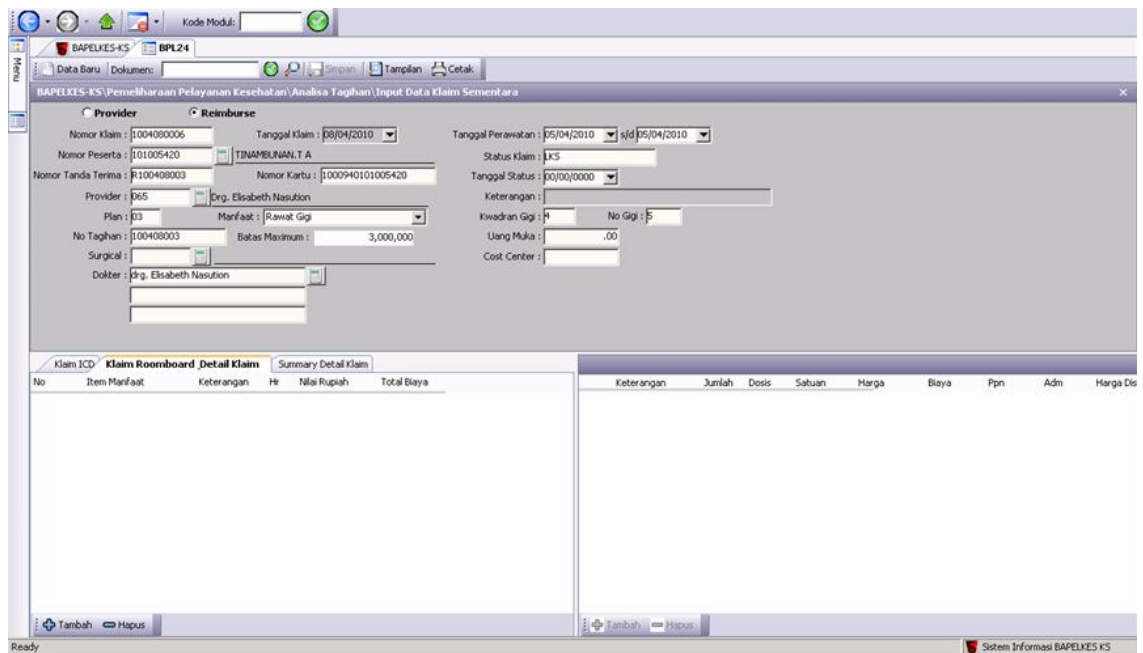 Kode Modul:
Menu
BAPELKES-KS BPL24
Data Baru Dokumen: Simpan Tampilan Cetak
BAPELKES-KS\Pemeliharaan Pelayanan Kesehatan\Analisa Tagihan\Input Data Klaim Sementara
Provider Reimburse
Nomor Klaim : 1004080006 Tanggal Klaim : 08/04/2010 Tanggal Perawatan : 05/04/2010 s/d 05/04/2010
Nomor Peserta : 101005420 TINAMBUNAN.T A Status Klaim : LKS
Nomor Tanda Terima : R100408003 Nomor Kartu : 1000940101005420 Tanggal Status : 00/00/0000
Provider : 065 Drg. Elisabeth Nasution Keterangan :
Plan : 03 Manfaat : Rawat Gigi Kwadran Gigi : 4 No Gigi : 5
No Tagihan : 100408003 Batas Maximum : 3,000,000 Uang Muka : .00
Surgical : Cost Center :
Dokter : drg. Elisabeth Nasution
Klaim ICD Klaim Roomboard Detail Klaim Summary Detail Klaim
No Item Manfaat Keterangan Hr Nilai Rupiah Total Biaya Keterangan Jumlah Dosis Satuan Harga Biaya Ppn Adm Harga Dis
Tambah Hapus Tambah Hapus
Ready Sistem Informasi BAPELKES KS